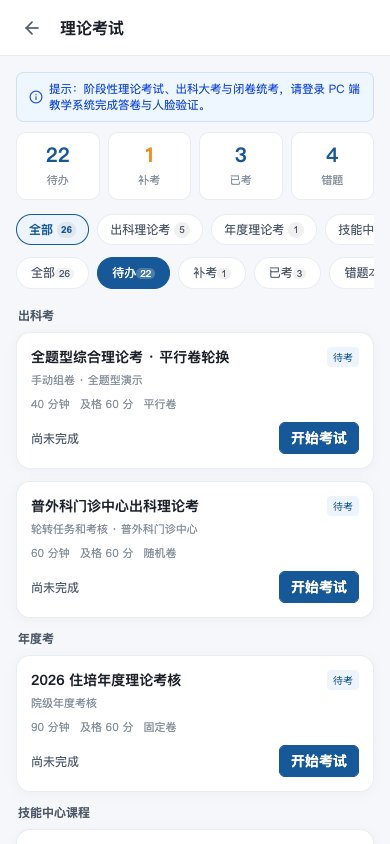 理论考试
提示：阶段性理论考试、出科大考与闭卷统考，请登录 PC 端
教学系统完成答卷与人脸验证。
22 1 3 4
待办 补考 已考 错题
全部 26 出科理论考 5 年度理论考 1 技能中
全部 26 待办 22 补考 1 已考 3 错题本
出科考
全题型综合理论考 · 平行卷轮换 待考
手动组卷 · 全题型演示
40 分钟 及格 60 分 平行卷
尚未完成 开始考试
普外科门诊中心出科理论考 待考
轮转任务和考核 · 普外科门诊中心
60 分钟 及格 60 分 随机卷
尚未完成 开始考试
年度考
2026 住培年度理论考核 待考
院级年度考核
90 分钟 及格 60 分 固定卷
尚未完成 开始考试
技能中心课程